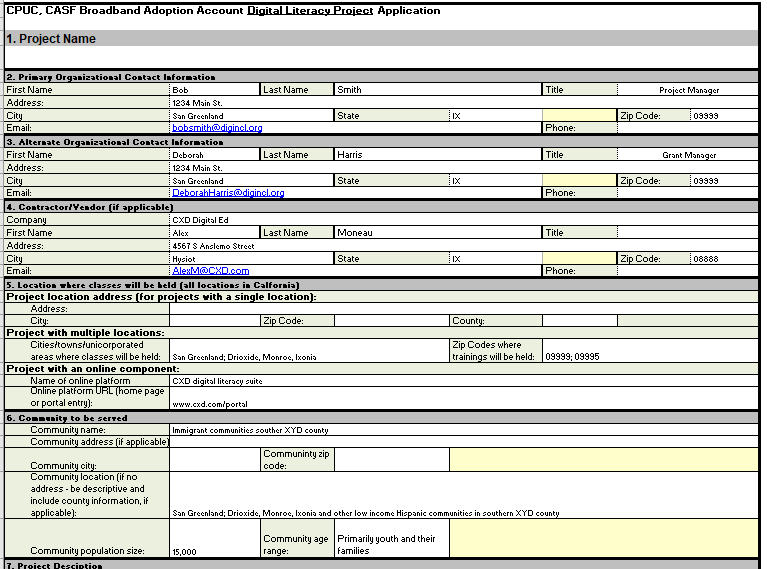 CPUC, CASF Broadband Adoption Account Digital Literacy Project Application
1. Project Name
2. Primary Organizational Contact Information
First Name Bob Last Name Smith Title Project Manager
Address: 1234 Main St.
City San Greenland State IX Zip Code: 09999
Email: bobsmith@digincl.org Phone:
3. Alternate Organizational Contact Information
First Name Deborah Last Name Harris Title Grant Manager
Address: 1234 Main St.
City San Greenland State IX Zip Code: 09999
Email: DeborahHarris@digincl.org Phone:
4. Contractor/Vendor (if applicable)
Company CXD Digital Ed
First Name Alex Last Name Moneau Title
Address: 4567 S Anslemo Street
City Hysiot State IX Zip Code: 08888
Email: AlexM@CXD.com Phone:
5. Location where classes will be held (all locations in Calfornia)
Project location address (for projects with a single location):
Address:
City: Zip Code: County:
Project with multiple locations:
Cities/towns/unicorporated Zip Codes where
areas where classes will be held: San Greenland; Drioxide, Monroe, Ixonia trainings will be held: 09999; 09995
Project with an online component:
Name of online platform CXD digital literacy suite
Online platform URL (home page
or portal entry): www.cxd.com/portal
6. Community to be served
Community name: Immigrant communities souther XYD county
Community address (if applicable)
Communinty zip
Community city: code:
Community location (if no
address - be descriptive and
include county information, if
applicable): San Greenland; Drioxide, Monroe, Ixonia and other low income Hispanic communities in southern XYD county
Community age Primarily youth and their
Community population size: 15,000 range: families
7. Project Desciption